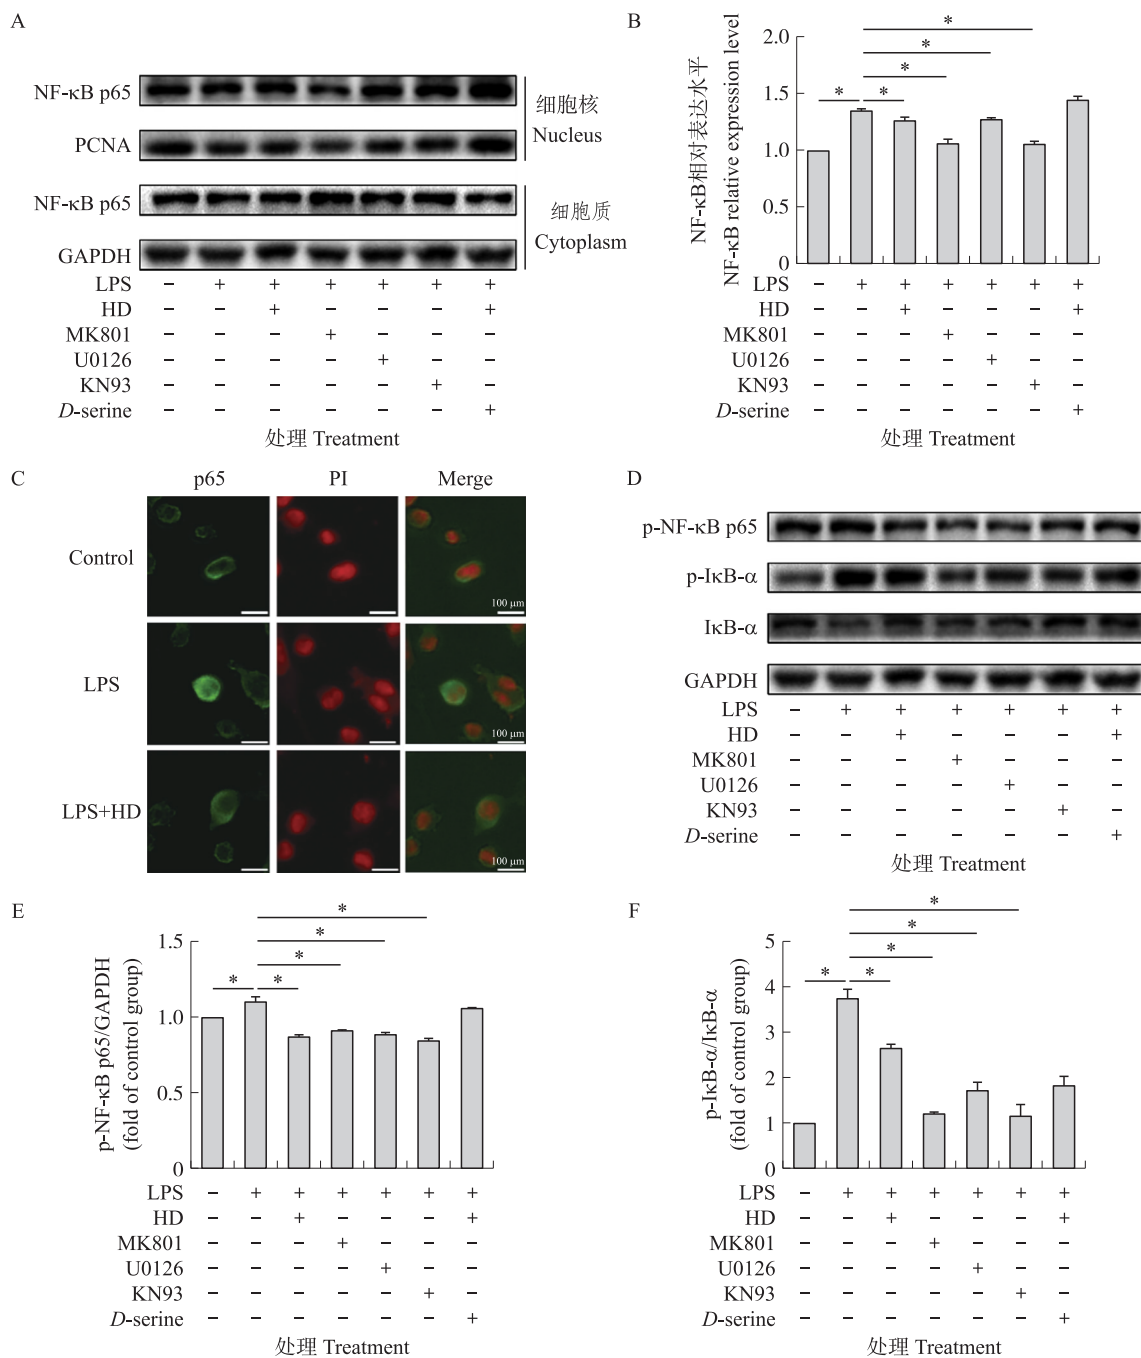 A
NF-κB p65
PCNA
细胞核
Nucleus
NF-κB p65
GAPDH
细胞质
Cytoplasm
LPS − + + + + + +
HD − − + − − − +
MK801 − − − + − − −
U0126 − − − − + − −
KN93 − − − − − + −
D-serine − − − − − − +
处理 Treatment
B
NF-κB相对表达水平
NF-κB relative expression level
2.0
1.5
1.0
0.5
0
*
*
*
* *
LPS − + + + + + +
HD − − + − − − +
MK801 − − − + − − −
U0126 − − − − + − −
KN93 − − − − − + −
D-serine − − − − − − +
处理 Treatment
C
p65 PI Merge
Control
100 μm
LPS
100 μm
LPS+HD
100 μm
D
p-NF-κB p65
p-IκB-α
IκB-α
GAPDH
LPS − + + + + + +
HD − − + − − − +
MK801 − − − + − − −
U0126 − − − − + − −
KN93 − − − − − + −
D-serine − − − − − − +
处理 Treatment
E
p-NF-κB p65/GAPDH
(fold of control group)
1.5
1.0
0.5
0
*
*
*
* *
LPS − + + + + + +
HD − − + − − − +
MK801 − − − + − − −
U0126 − − − − + − −
KN93 − − − − − + −
D-serine − − − − − − +
处理 Treatment
F
p-IκB-α/IκB-α
(fold of control group)
5
4
3
2
1
0
*
*
*
* *
LPS − + + + + + +
HD − − + − − − +
MK801 − − − + − − −
U0126 − − − − + − −
KN93 − − − − − + −
D-serine − − − − − − +
处理 Treatment